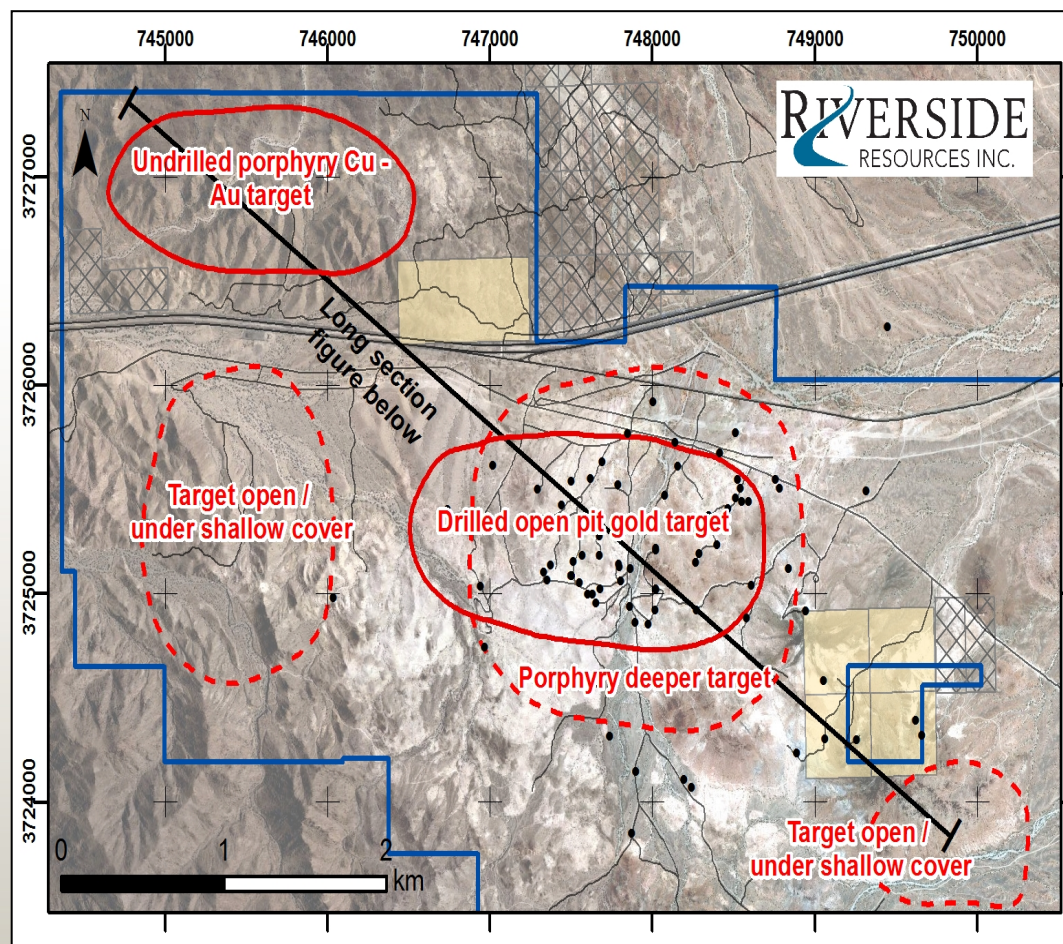 745000 746000 747000 748000 749000 750000
RIVERSIDE
RESOURCES INC.
N
Undrilled porphyry Cu -
Au target
3727000
Long section
figure below
3726000
Target open /
under shallow cover
Drilled open pit gold target
3725000
Porphyry deeper target
3724000
Target open /
under shallow cover
0 1 2
km